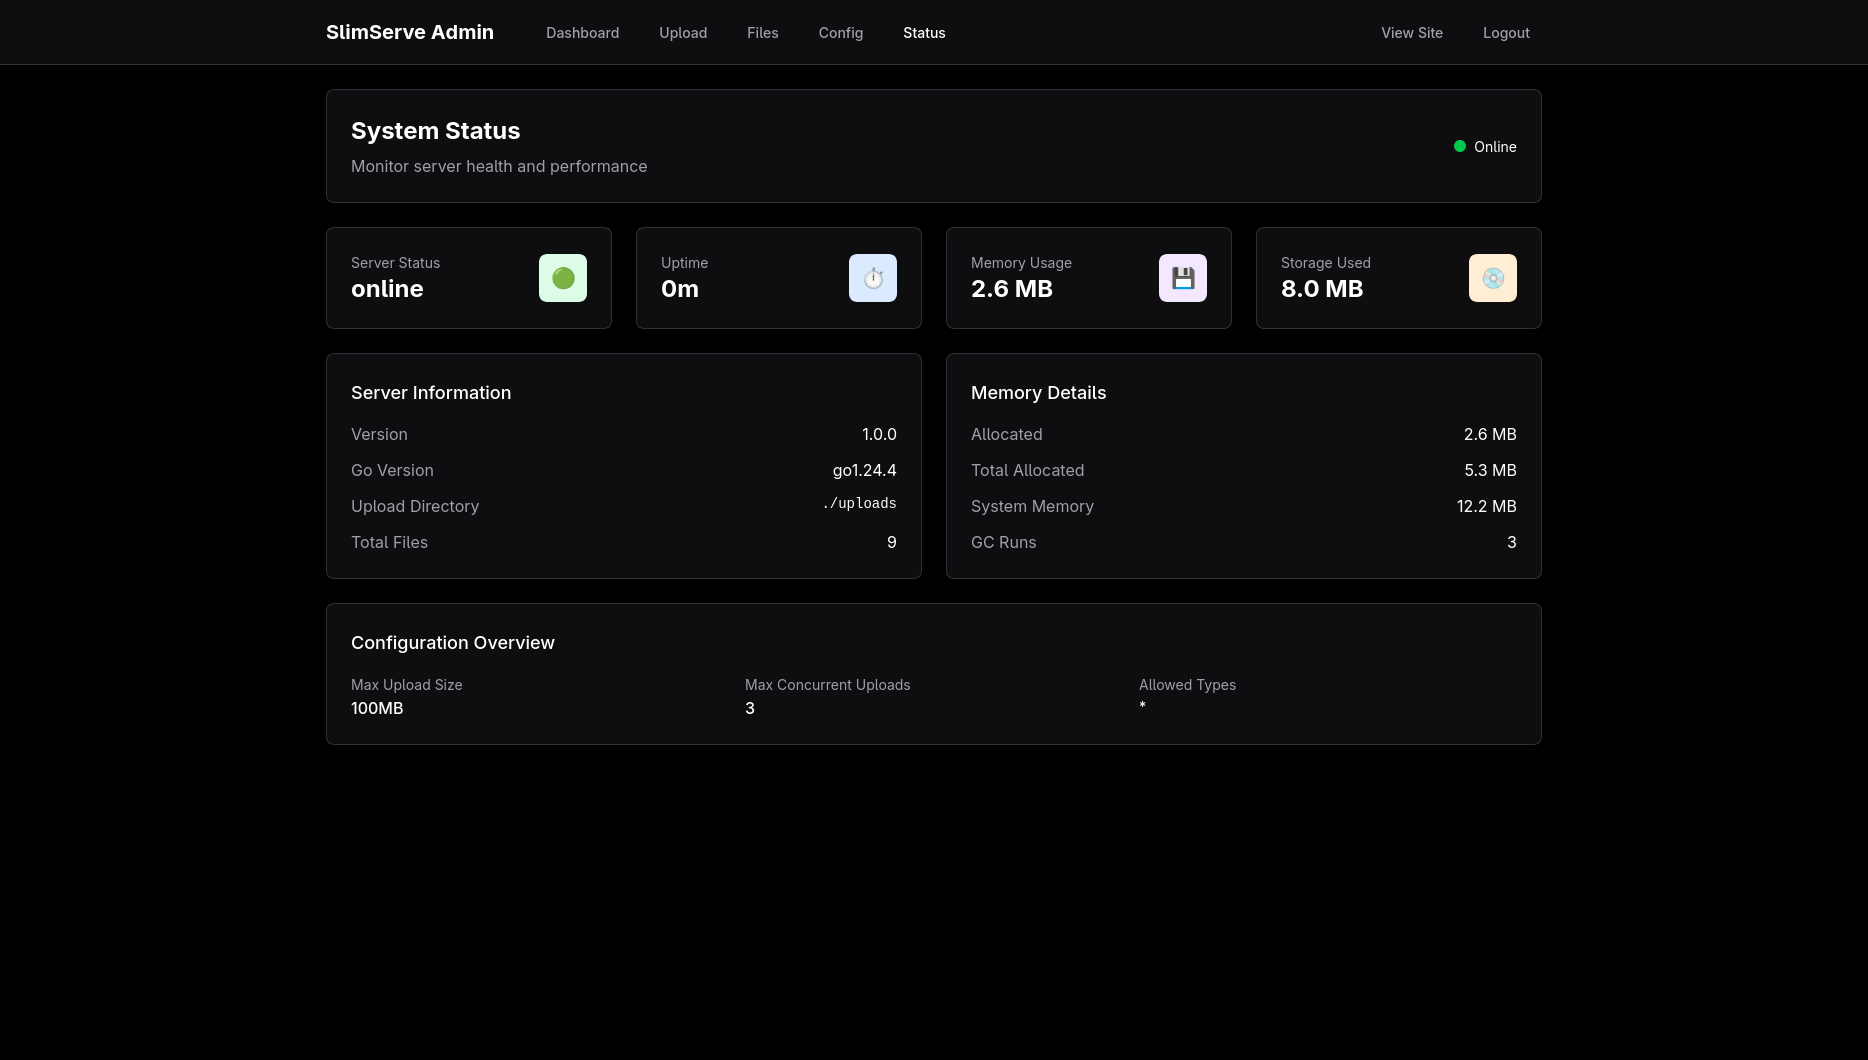 SlimServe Admin Dashboard Upload Files Config Status View Site Logout
System Status
Monitor server health and performance
Online
Server Status
online
Uptime
0m
Memory Usage
2.6 MB
Storage Used
8.0 MB
Server Information
Version 1.0.0
Go Version go1.24.4
Upload Directory ./uploads
Total Files 9
Memory Details
Allocated 2.6 MB
Total Allocated 5.3 MB
System Memory 12.2 MB
GC Runs 3
Configuration Overview
Max Upload Size
100MB
Max Concurrent Uploads
3
Allowed Types
*